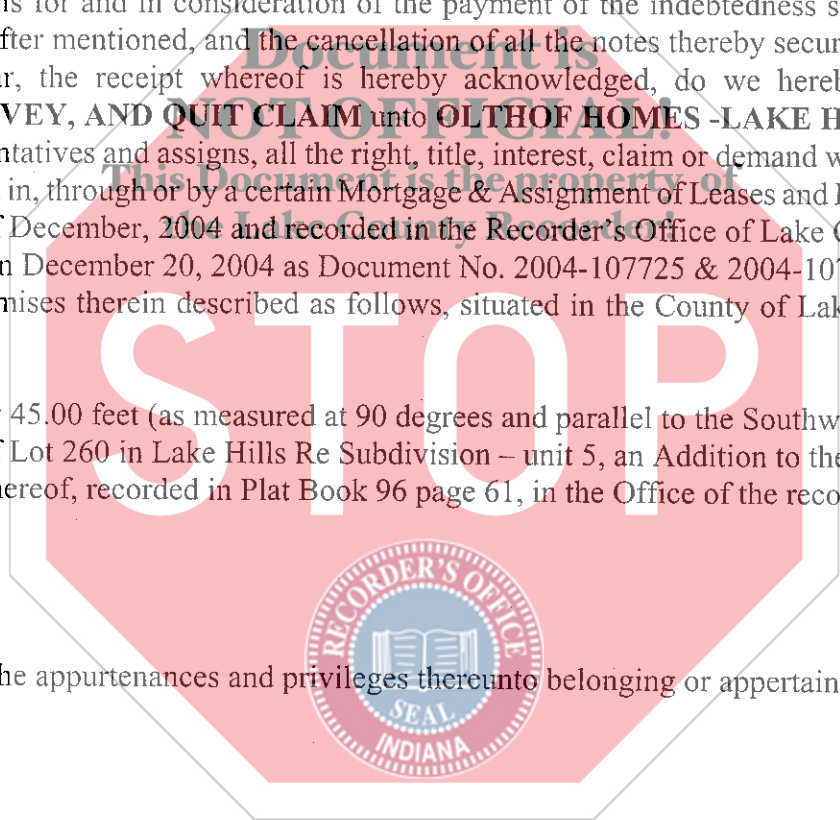 is for and in consideration of the payment of the indebtedness s
fter mentioned, and the cancellation of all the notes thereby secur
r, the receipt whereof is hereby acknowledged, do we hereb
VEY, AND QUIT CLAIM unto OLTHOF HOMES -LAKE H
ntatives and assigns, all the right, title, interest, claim or demand w
in, through or by a certain Mortgage & Assignment of Leases and
f December, 2004 and recorded in the Recorder's Office of Lake
n December 20, 2004 as Document No. 2004-107725 & 2004-107
mises therein described as follows, situated in the County of Lak
45.00 feet (as measured at 90 degrees and parallel to the Southw
f Lot 260 in Lake Hills Re Subdivision – unit 5, an Addition to the
hereof, recorded in Plat Book 96 page 61, in the Office of the reco
he appurtenances and privileges thereunto belonging or appertain
Document is
NOT OFFICIAL!
This Document is the property of
the Lake County Recorder!
STOP
RECORDER'S OFFICE
SEAL
INDIANA